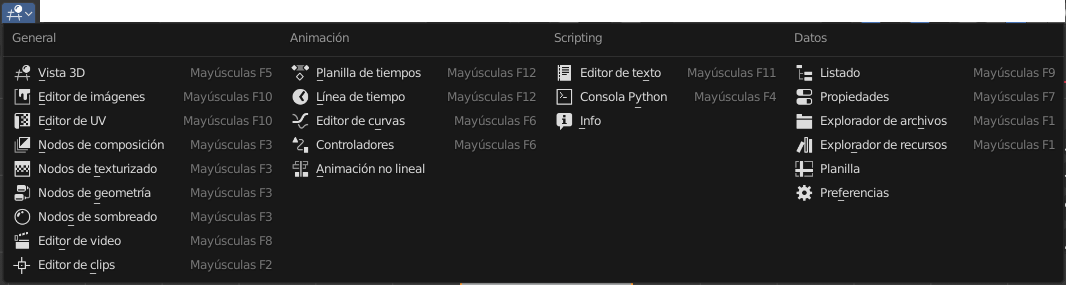 General
Vista 3D Mayúsculas F5
Editor de imágenes Mayúsculas F10
Editor de UV Mayúsculas F10
Nodos de composición Mayúsculas F3
Nodos de texturizado Mayúsculas F3
Nodos de geometría Mayúsculas F3
Nodos de sombreado Mayúsculas F3
Editor de video Mayúsculas F8
Editor de clips Mayúsculas F2
Animación
Planilla de tiempos Mayúsculas F12
Línea de tiempo Mayúsculas F12
Editor de curvas Mayúsculas F6
Controladores Mayúsculas F6
Animación no lineal
Scripting
Editor de texto Mayúsculas F11
Consola Python Mayúsculas F4
Info
Datos
Listado Mayúsculas F9
Propiedades Mayúsculas F7
Explorador de archivos Mayúsculas F1
Explorador de recursos Mayúsculas F1
Planilla
Preferencias